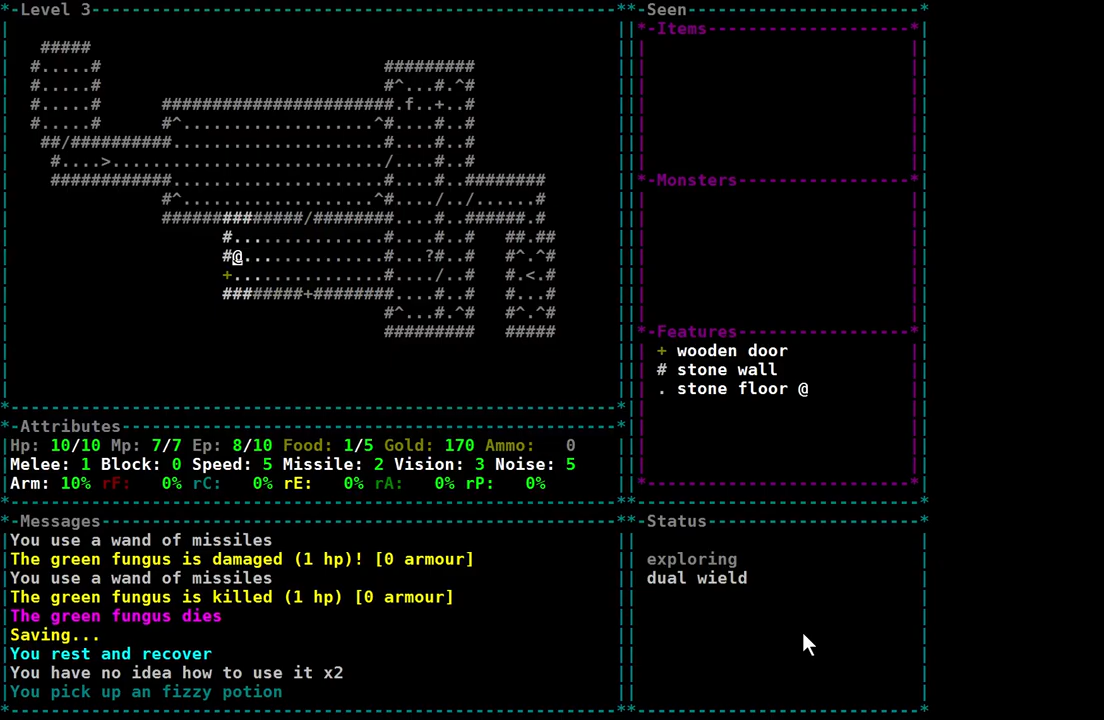 *-Level 3-----------------------------------------------------**-Seen------------------------*
*-Items--------------------*
 #####
#.....#
#.....#                            #########
#.....#                            #^...#.^#
#.....#      #######################.f..+..#
#.....#      #^...................^#....#..#
##/##########.....................#....#..#
#....>.........................../....#..#
############.....................#....#..########
*-Monsters-----------------*
#^...................^#..../../......#
##############/########....#..######.#
#...............#....#..#   ##.##
#@..............#...?#..#   #^.^#
+...............#..../..#   #.<.#
########+########....#..#   #...#
#^...#.^#   #^.^#
#########   #####
*-Features-----------------*
+ wooden door
# stone wall
. stone floor @
*-Attributes
Hp: 10/10 Mp: 7/7 Ep: 8/10 Food: 1/5 Gold: 170 Ammo:   0
Melee: 1 Block: 0 Speed: 5 Missile: 2 Vision: 3 Noise: 5
Arm: 10% rF:   0% rC:   0% rE:   0% rA:   0% rP:   0%
*-Messages
You use a wand of missiles
The green fungus is damaged (1 hp)! [0 armour]
You use a wand of missiles
The green fungus is killed (1 hp) [0 armour]
The green fungus dies
Saving...
You rest and recover
You have no idea how to use it x2
You pick up an fizzy potion
*-Status
exploring
dual wield